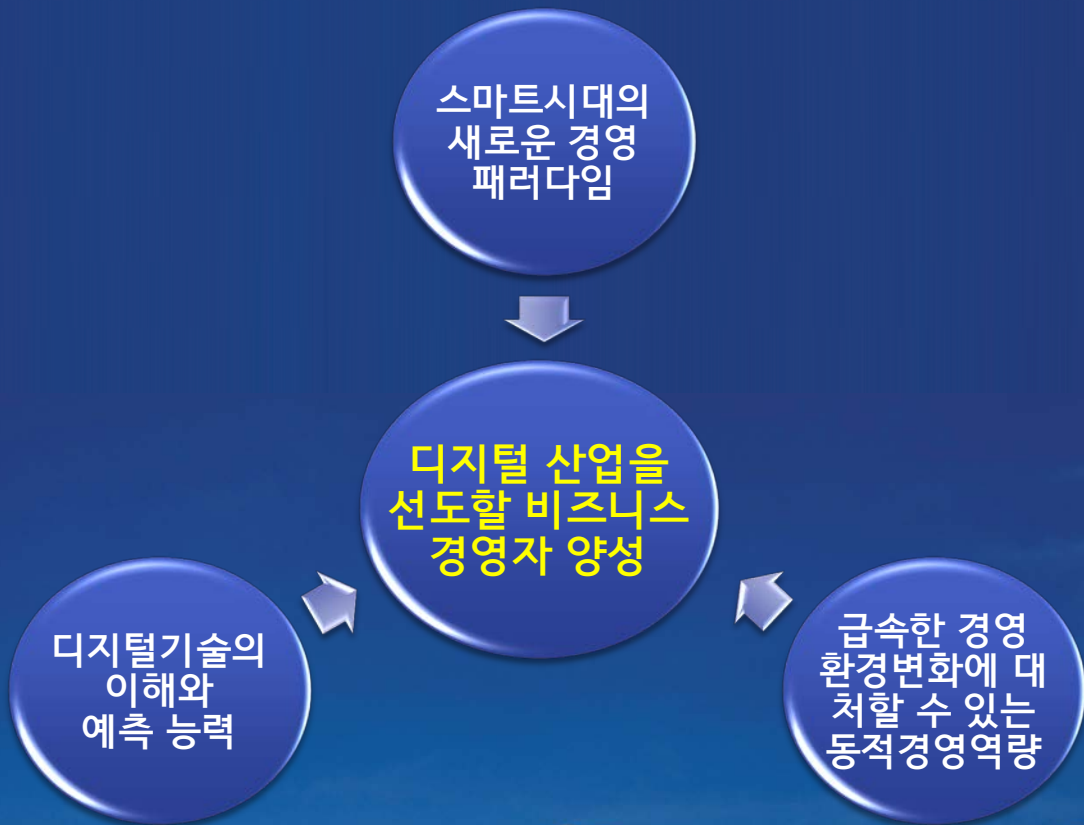 스마트시대의
새로운 경영
패러다임
디지털 산업을
선도할 비즈니스
경영자 양성
디지털기술의
이해와
예측 능력
급속한 경영
환경변화에 대
처할 수 있는
동적경영역량